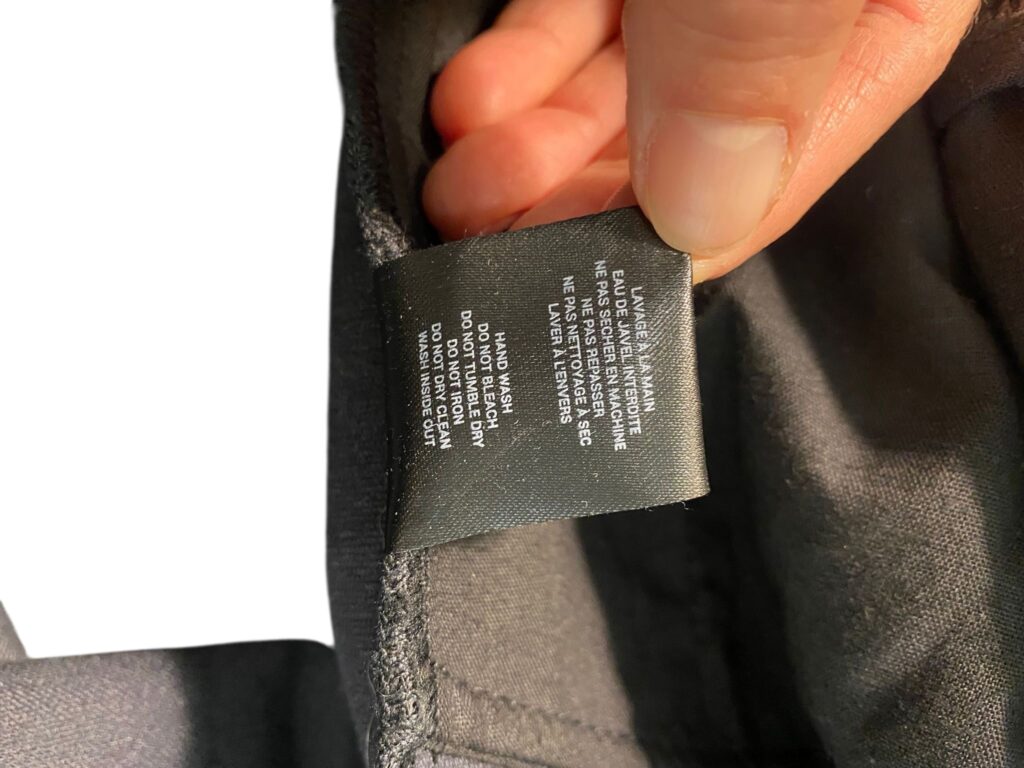 LAVAGE À LA MAIN
EAU DE JAVEL INTERDITE
NE PAS SECHER EN MACHINE
NE PAS REPASSER
NE PAS NETTOYAGE À SEC
LAVER À L'ENVERS
HAND WASH
DO NOT BLEACH
DO NOT TUMBLE DRY
DO NOT IRON
DO NOT DRY CLEAN
WASH INSIDE OUT